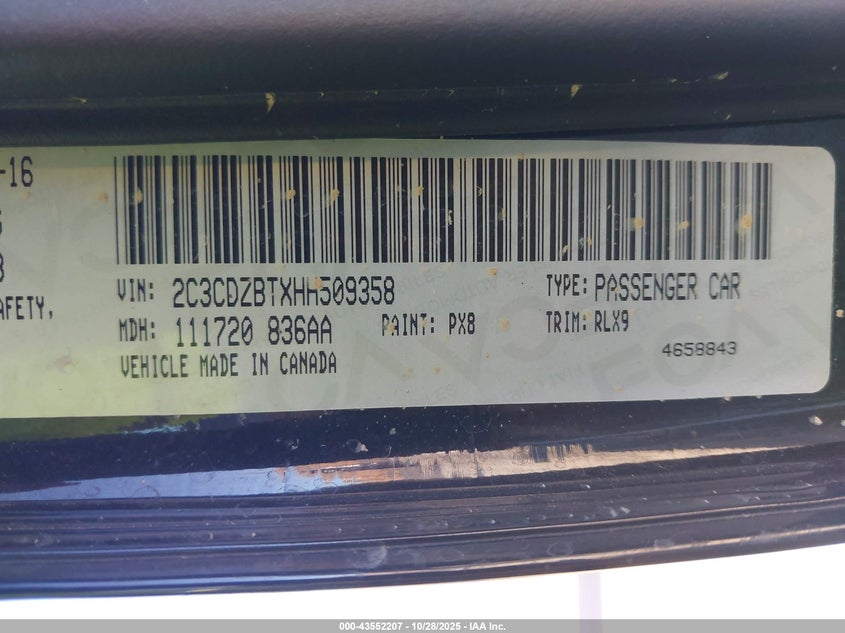 -16
AFETY,
VIN: 2C3CDZBTXHH509358 TYPE: PASSENGER CAR
MDH: 111720 836AA PAINT: PX8 TRIM: RLX9
VEHICLE MADE IN CANADA 4658843
000-43552207 - 10/28/2025 - IAA Inc.